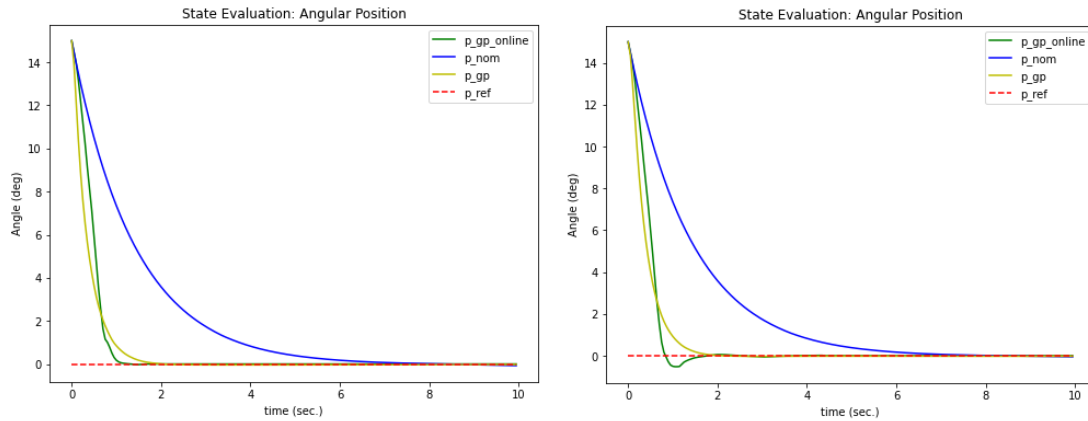 State Evaluation: Angular Position
p_gp_online
p_nom
p_gp
p_ref
14
12
10
8
6
4
2
0
Angle (deg)
0 2 4 6 8 10
time (sec.)
State Evaluation: Angular Position
p_gp_online
p_nom
p_gp
p_ref
14
12
10
8
6
4
2
0
Angle (deg)
0 2 4 6 8 10
time (sec.)